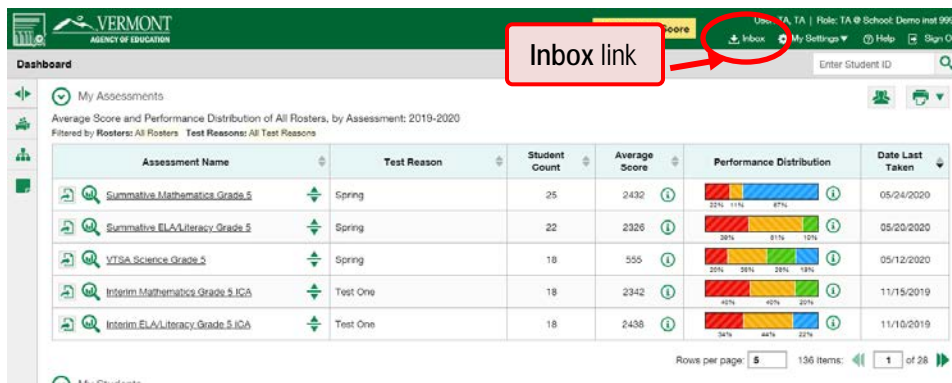 VERMONT
AGENCY OF EDUCATION
Score
User: TA, TA | Role: TA @ School: Demo inst 999
Inbox My Settings Help Sign O
Inbox link
Dashboard
Enter Student ID
My Assessments
Average Score and Performance Distribution of All Rosters, by Assessment: 2019-2020
Filtered by Rosters: All Rosters Test Reasons: All Test Reasons
Assessment Name Test Reason Student Count Average Score Performance Distribution Date Last Taken
Summative Mathematics Grade 5 Spring 25 2432 05/24/2020
22% 11% 67%
Summative ELA/Literacy Grade 5 Spring 22 2326 05/20/2020
10%
VTSA Science Grade 5 Spring 18 555 05/12/2020
20% 18%
Interim Mathematics Grade 5 ICA Test One 18 2342 11/15/2019
40% 40% 20%
Interim ELA/Literacy Grade 5 ICA Test One 18 2438 11/10/2019
34% 44% 22%
Rows per page: 5 136 items: 1 of 28
My Students